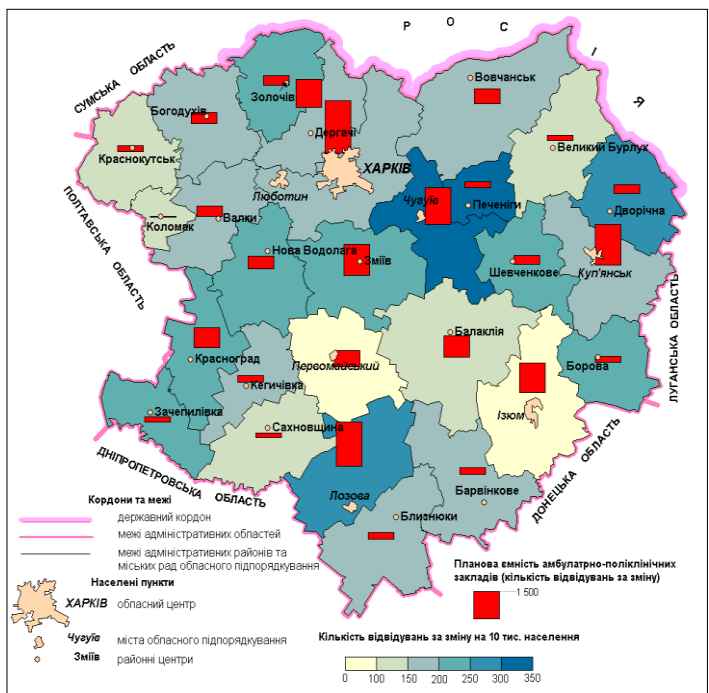 Р О С І Я
СУМСЬКА ОБЛАСТЬ
Вовчанськ
Золочів
Богодухів
Дергачі
Великий Бурлук
Краснокутськ
ХАРКІВ
ПОЛТАВСЬКА ОБЛАСТЬ
Люботин
Чугуїв
Печеніги
Дворічна
Коломак
Валки
Нова Водолага
Зміїв
Шевченкове
Куп'янськ
ЛУГАНСЬКА ОБЛАСТЬ
Балаклія
Красноград
Первомайський
Борова
Кегичівка
Зачепилівка
Сахновщина
Ізюм
ДНІПРОПЕТРОВСЬКА ОБЛАСТЬ
ДОНЕЦЬКА ОБЛАСТЬ
Лозова
Барвінкове
Близнюки
Кордони та межі
державний кордон
межі адміністративних областей
межі адміністративних районів та
міських рад обласного підпорядкування
Населені пункти
ХАРКІВ обласний центр
Чугуїв міста обласного підпорядкування
Зміїв районні центри
Планова ємність амбулатрно-поліклінічних
закладів (кількість відвідувань за зміну)
1 500
Кількість відвідувань за зміну на 10 тис. населення
0 100 150 200 250 300 350